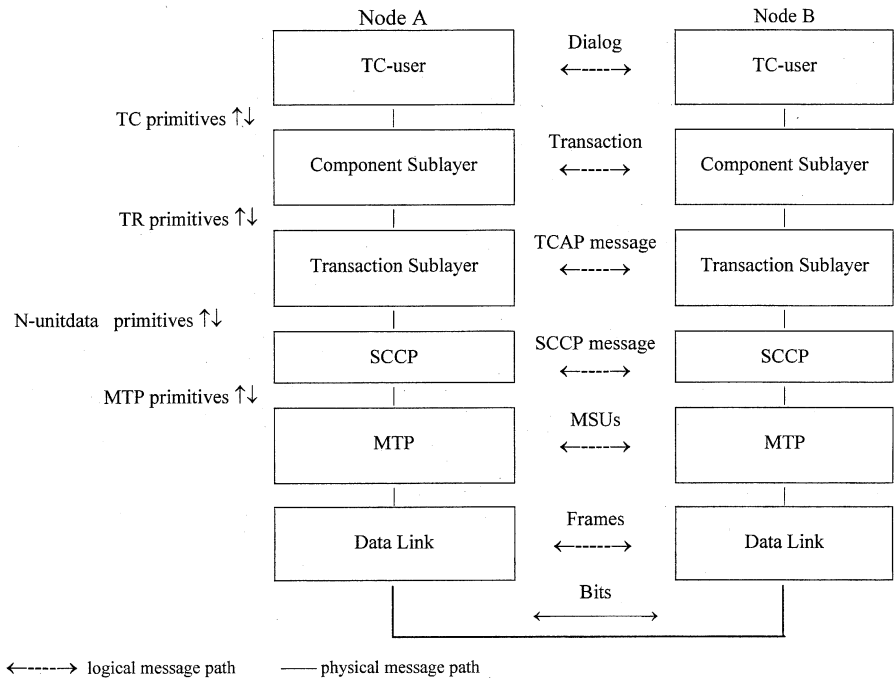 Node A
Node B
TC-user
Dialog
TC-user
TC primitives ↑↓
Component Sublayer
Transaction
Component Sublayer
TR primitives ↑↓
Transaction Sublayer
TCAP message
Transaction Sublayer
N-unitdata primitives ↑↓
SCCP
SCCP message
SCCP
MTP primitives ↑↓
MTP
MSUs
MTP
Data Link
Frames
Data Link
Bits
logical message path
physical message path